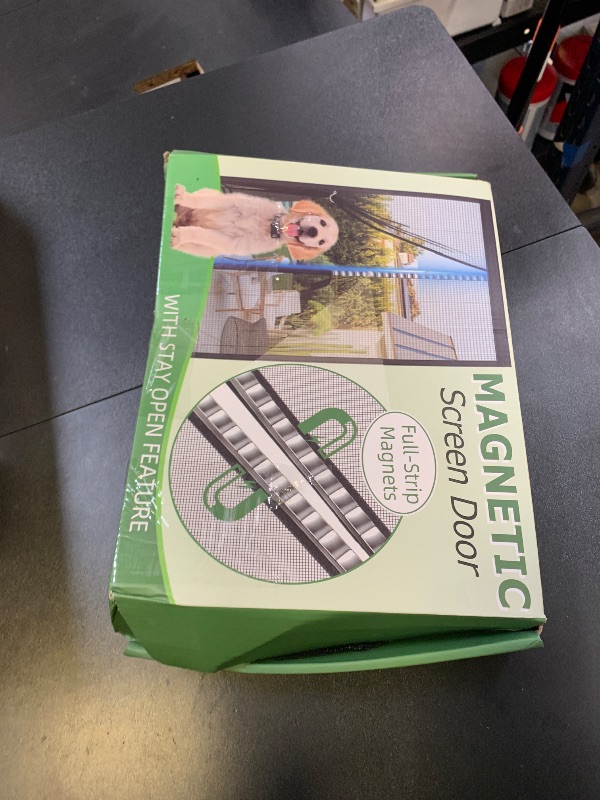 MAGNETIC
Screen Door
Full-Strip
Magnets
WITH STAY OPEN FEATURE